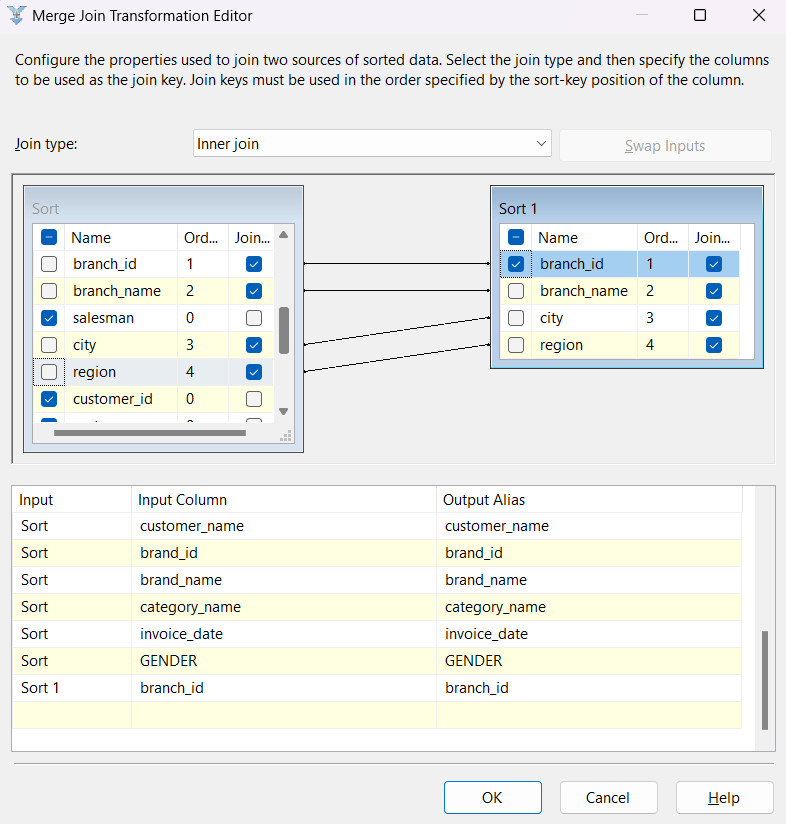 Merge Join Transformation Editor
Configure the properties used to join two sources of sorted data. Select the join type and then specify the columns
to be used as the join key. Join keys must be used in the order specified by the sort-key position of the column.
Join type: Inner join Swap Inputs
Sort
Name Ord... Join...
branch_id 1
branch_name 2
salesman 0
city 3
region 4
customer_id 0
Sort 1
Name Ord... Join...
branch_id 1
branch_name 2
city 3
region 4
Input Input Column Output Alias
Sort customer_name customer_name
Sort brand_id brand_id
Sort brand_name brand_name
Sort category_name category_name
Sort invoice_date invoice_date
Sort GENDER GENDER
Sort 1 branch_id branch_id
OK Cancel Help